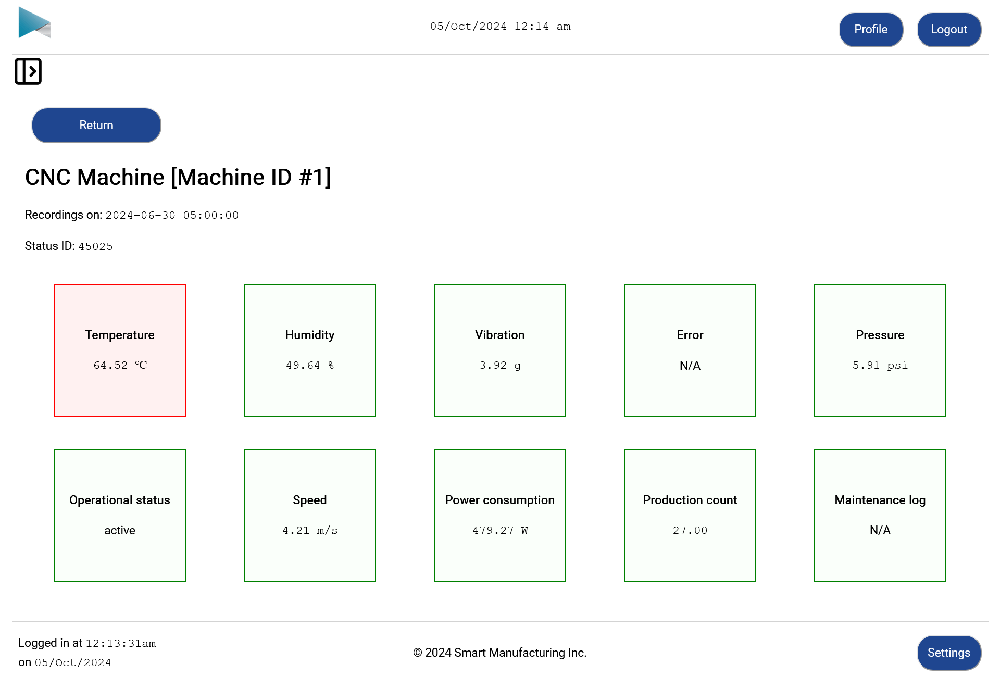 05/Oct/2024 12:14 am
Profile
Logout
Return
CNC Machine [Machine ID #1]
Recordings on: 2024-06-30 05:00:00
Status ID: 45025
Temperature
64.52 ℃
Humidity
49.64 %
Vibration
3.92 g
Error
N/A
Pressure
5.91 psi
Operational status
active
Speed
4.21 m/s
Power consumption
479.27 W
Production count
27.00
Maintenance log
N/A
Logged in at 12:13:31am
on 05/Oct/2024
© 2024 Smart Manufacturing Inc.
Settings